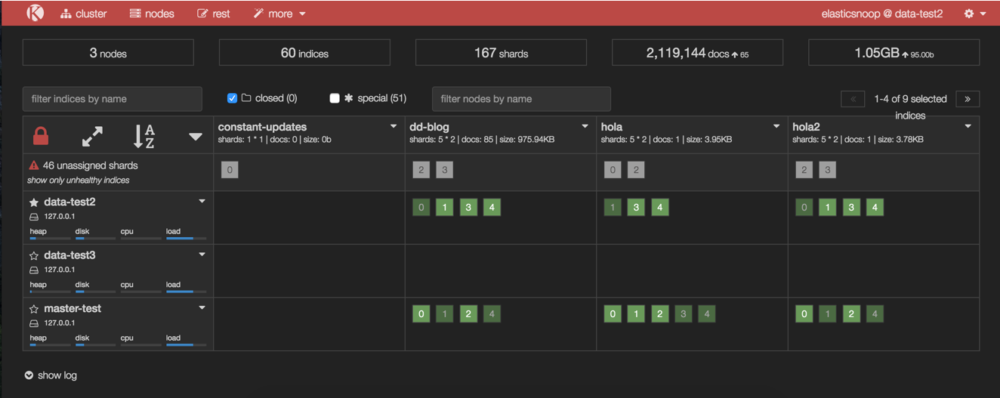 cluster nodes rest more elasticsnoop @ data-test2
3 nodes 60 indices 167 shards 2,119,144 docs 65 1.05GB 95.00b
filter indices by name closed (0) special (51) filter nodes by name « 1-4 of 9 selected »
indices
A
Z
constant-updates dd-blog hola hola2
shards: 1 * 1 | docs: 0 | size: 0b shards: 5 * 2 | docs: 85 | size: 975.94KB shards: 5 * 2 | docs: 1 | size: 3.95KB shards: 5 * 2 | docs: 1 | size: 3.78KB
46 unassigned shards 0 2 3 0 2 2 3
show only unhealthy indices
data-test2 0 1 3 4 1 3 4 0 1 3 4
127.0.0.1
heap disk cpu load
data-test3
127.0.0.1
heap disk cpu load
master-test 0 1 2 4 0 1 2 3 4 0 1 2 4
127.0.0.1
heap disk cpu load
show log